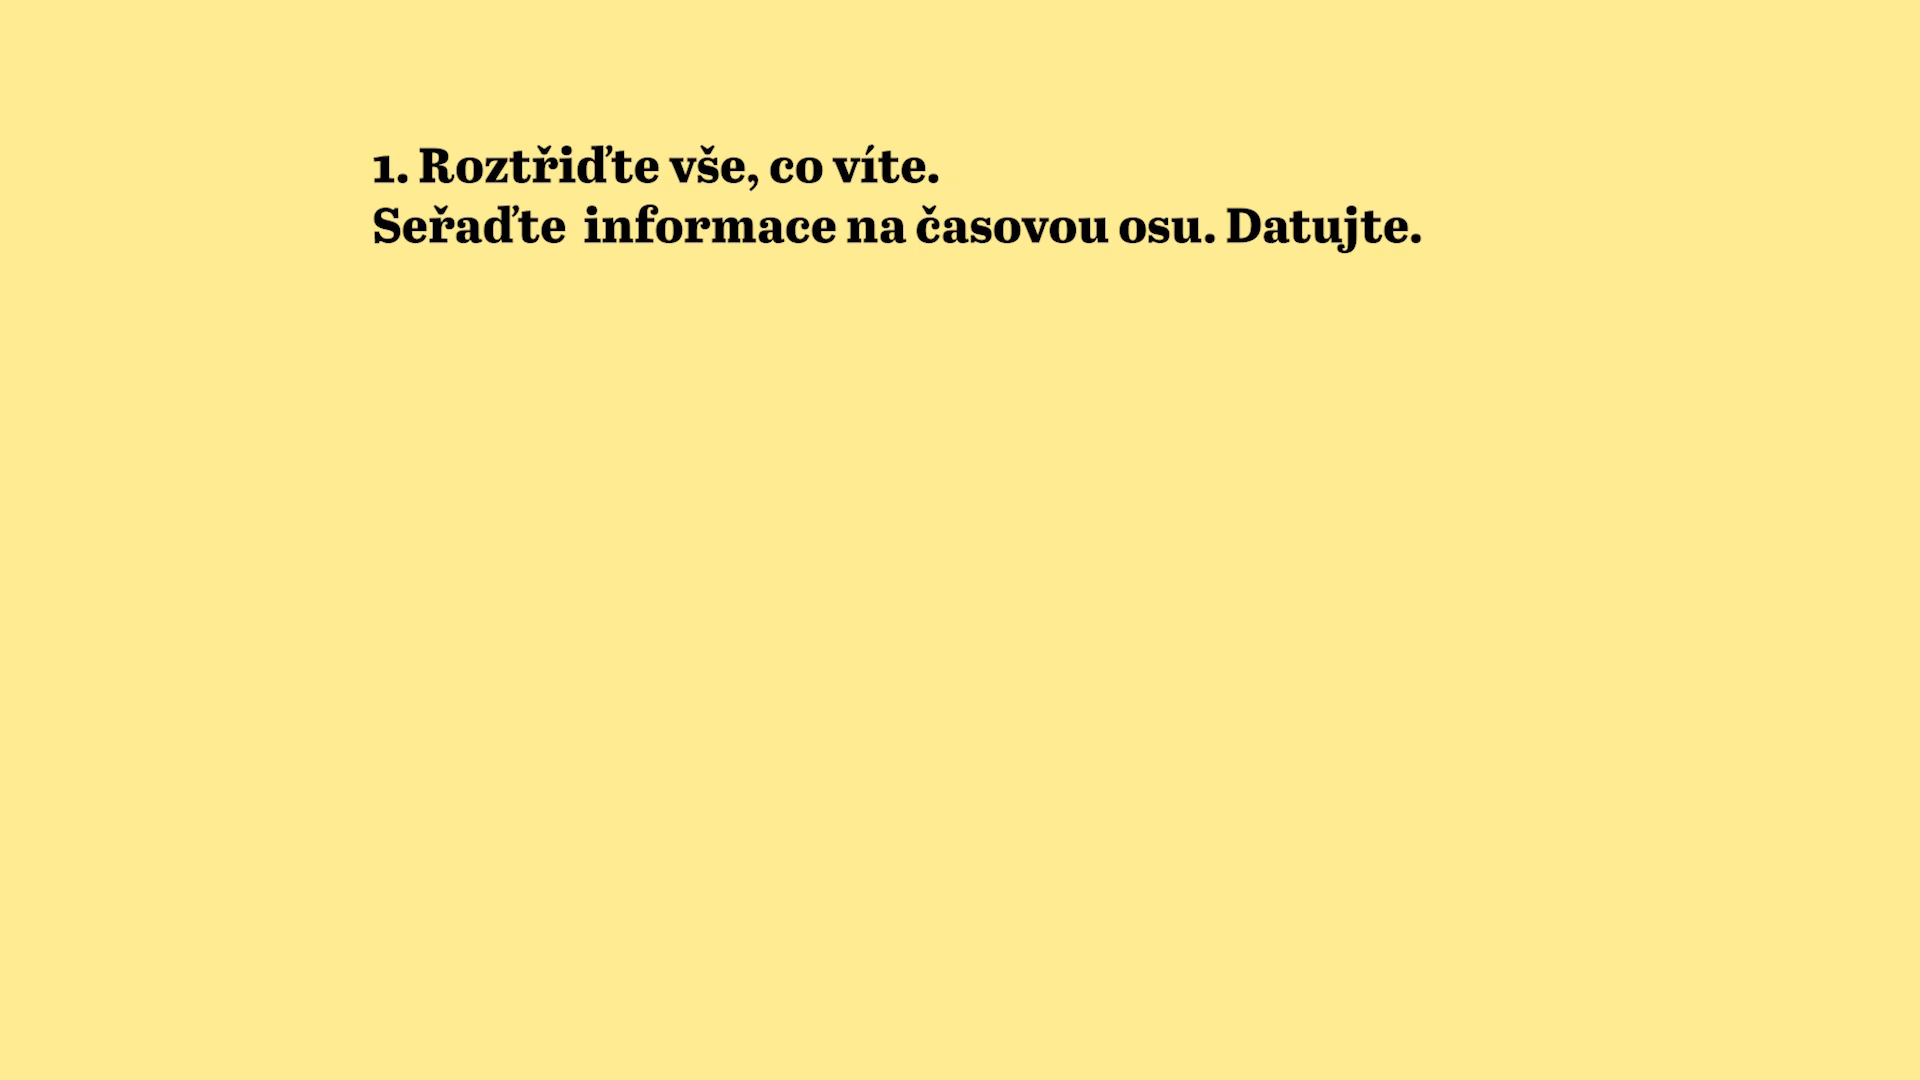 1. Roztřiďte vše, co víte.
Seřaďte  informace na časovou osu. Datujte.